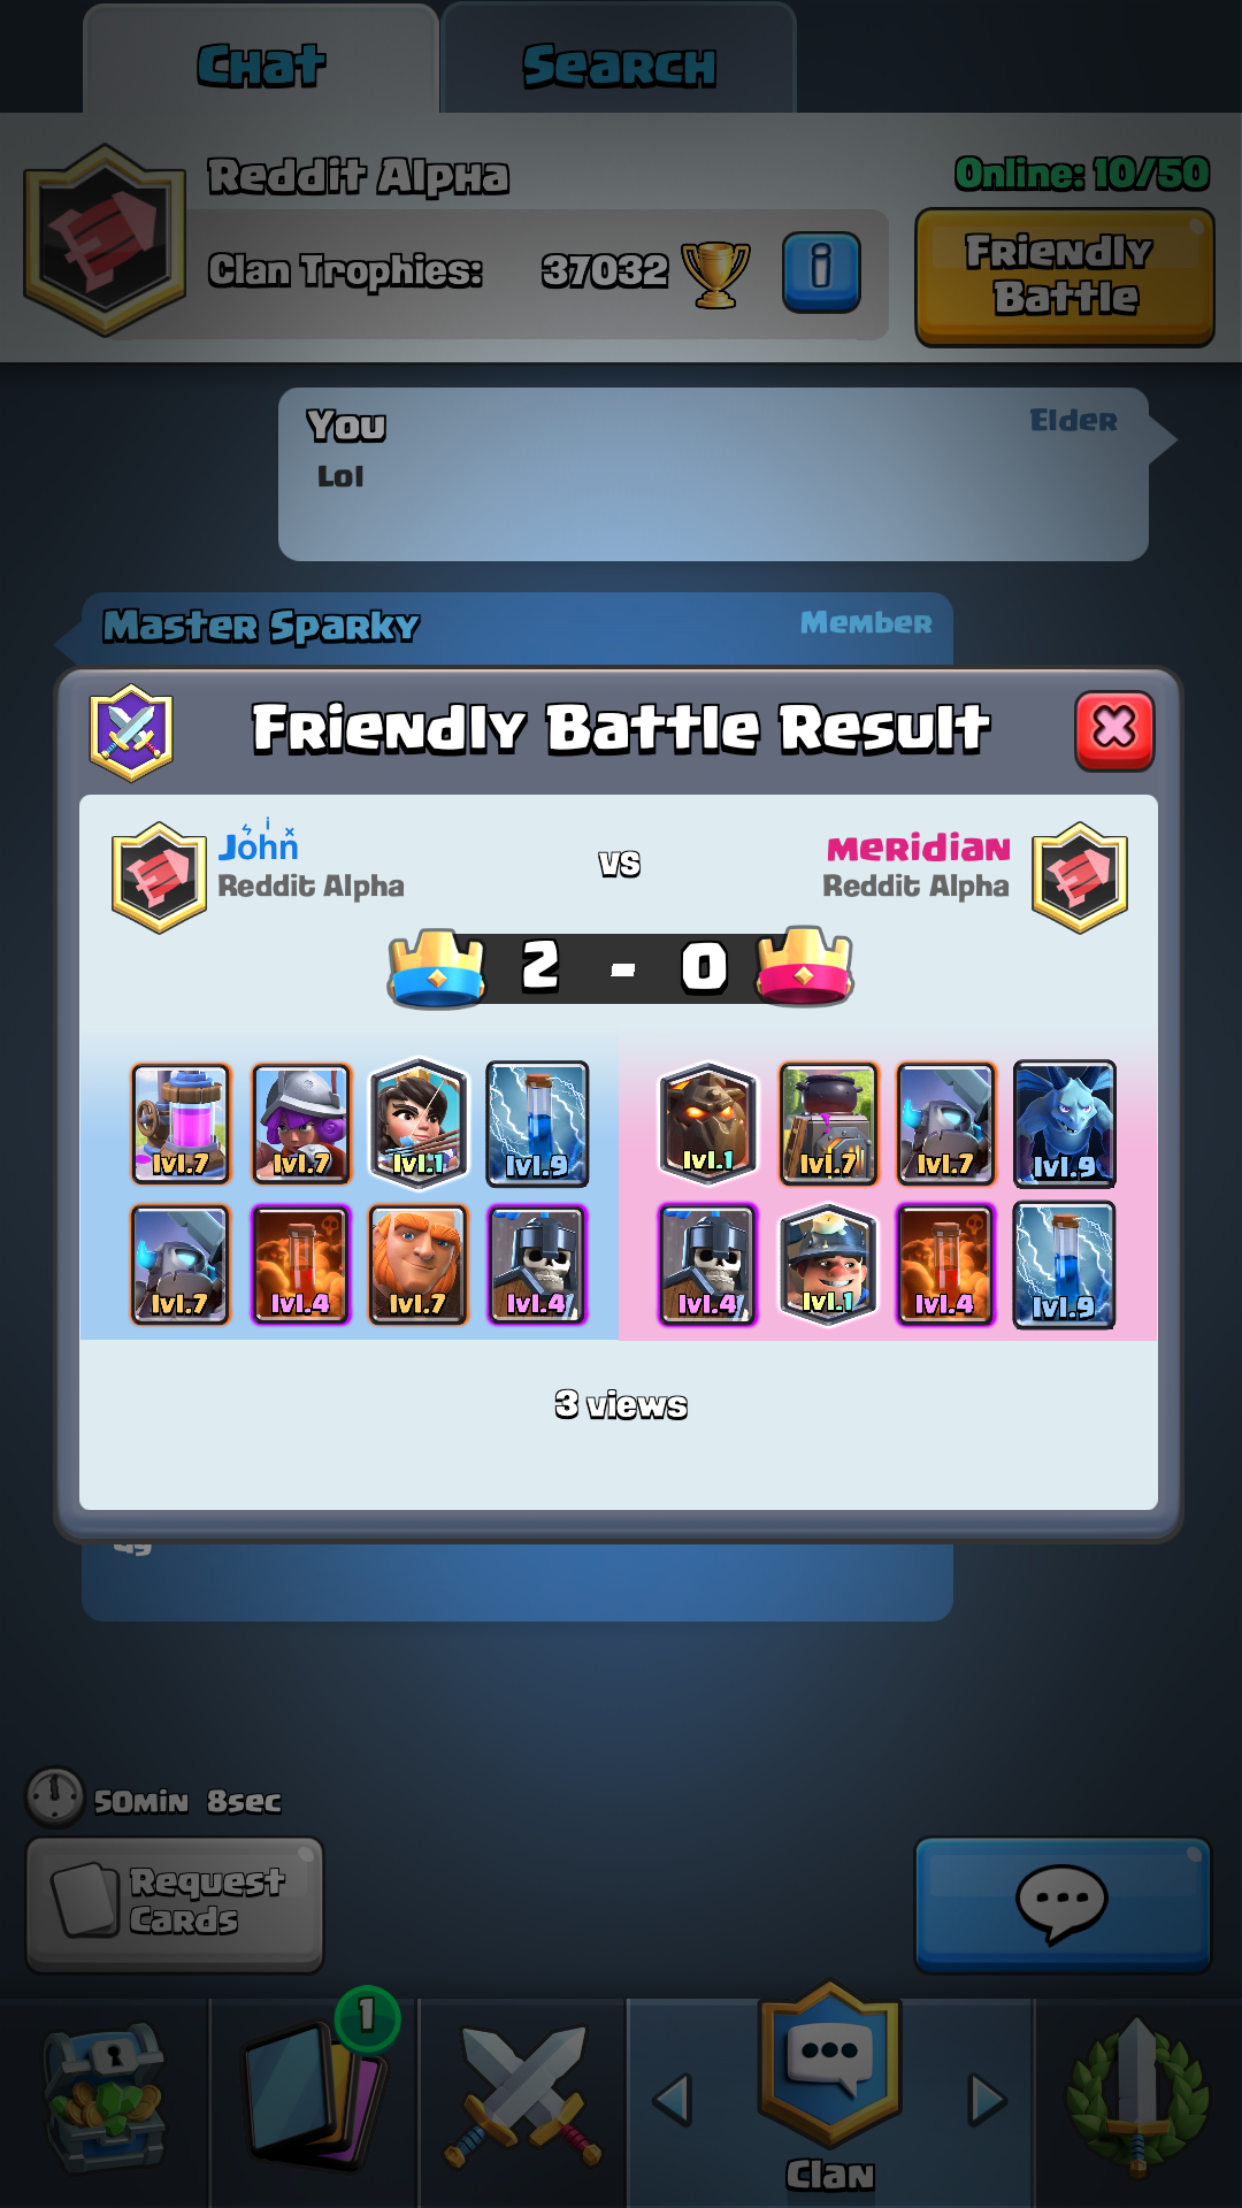 Chat
Search
Reddit Alpha
Online: 10/50
Clan Trophies: 37032
Friendly
Battle
You
Elder
Lol
Master Sparky
Member
Friendly Battle Result
vs
Meridian
Reddit Alpha
Reddit Alpha
2 - 0
lvl.7 lvl.7 lvl.1 lvl.9
lvl.1 lvl.7 lvl.7 lvl.9
lvl.7 lvl.4 lvl.7 lvl.4
lvl.4 lvl.1 lvl.4 lvl.9
3 views
50min 8sec
Request
Cards
1
Clan